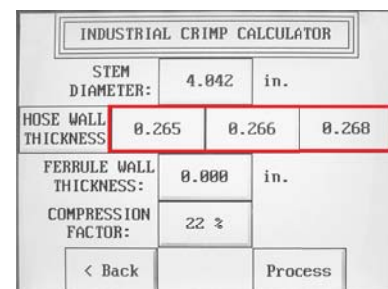 INDUSTRIAL CRIMP CALCULATOR
STEM
DIAMETER: 4.042 in.
HOSE WALL
THICKNESS 0.265 0.266 0.268
FERRULE WALL
THICKNESS: 0.000 in.
COMPRESSION
FACTOR: 22 %
< Back Process